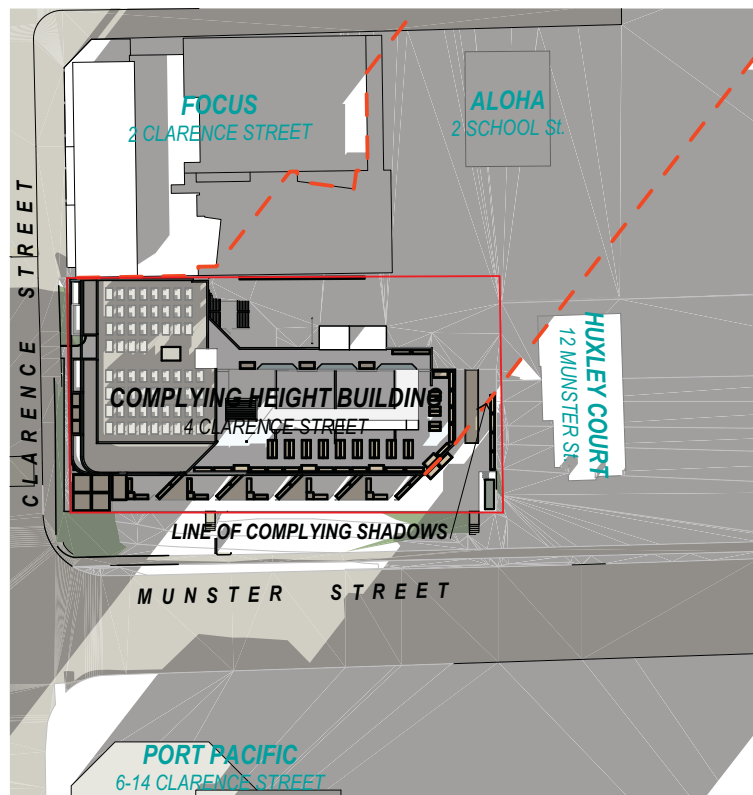 FOCUS
2 CLARENCE STREET
ALOHA
2 SCHOOL St.
CLARENCE STREET
HUXLEY COURT
12 MUNSTER St.
COMPLYING HEIGHT BUILDING
4 CLARENCE STREET
LINE OF COMPLYING SHADOWS
MUNSTER STREET
PORT PACIFIC
6-14 CLARENCE STREET